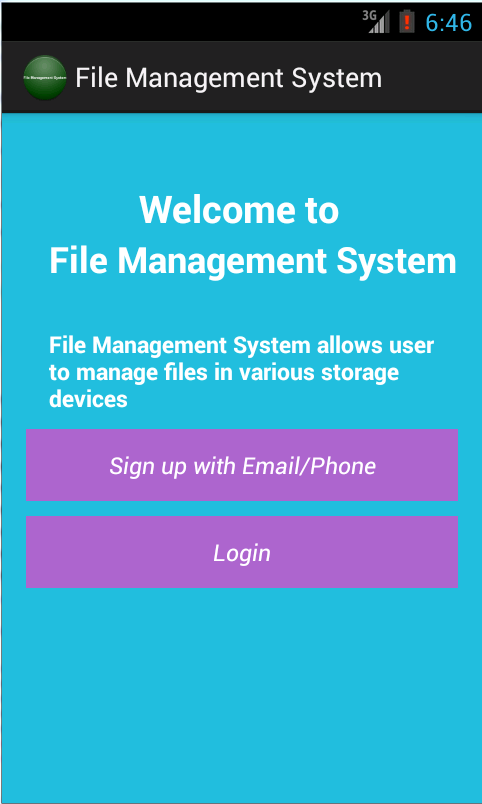 3G
6:46
File Management System
File Management System
Welcome to
File Management System
File Management System allows user
to manage files in various storage
devices
Sign up with Email/Phone
Login